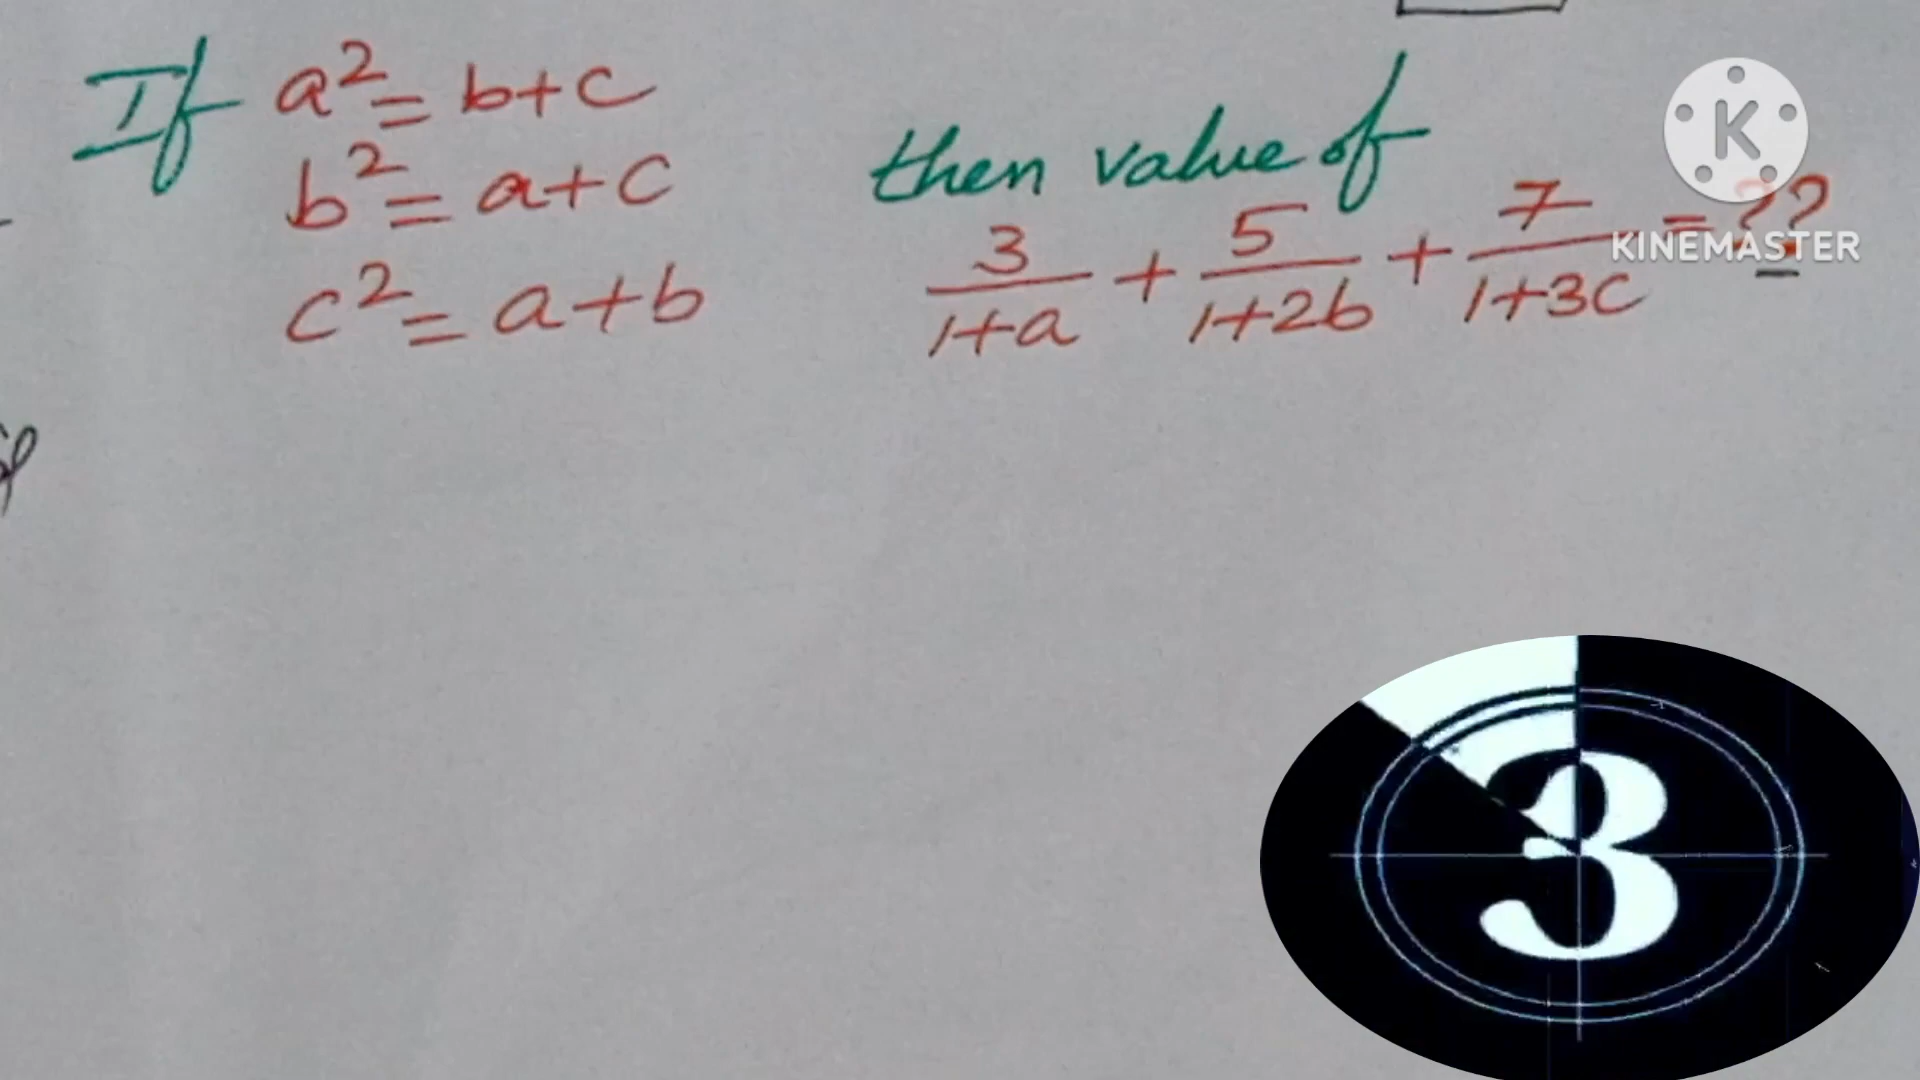 If a² = b+c
b² = a+c
c² = a+b
then value of
3/(1+a) + 5/(1+2b) + 7/(1+3c) = ??
K
KINEMASTER
3